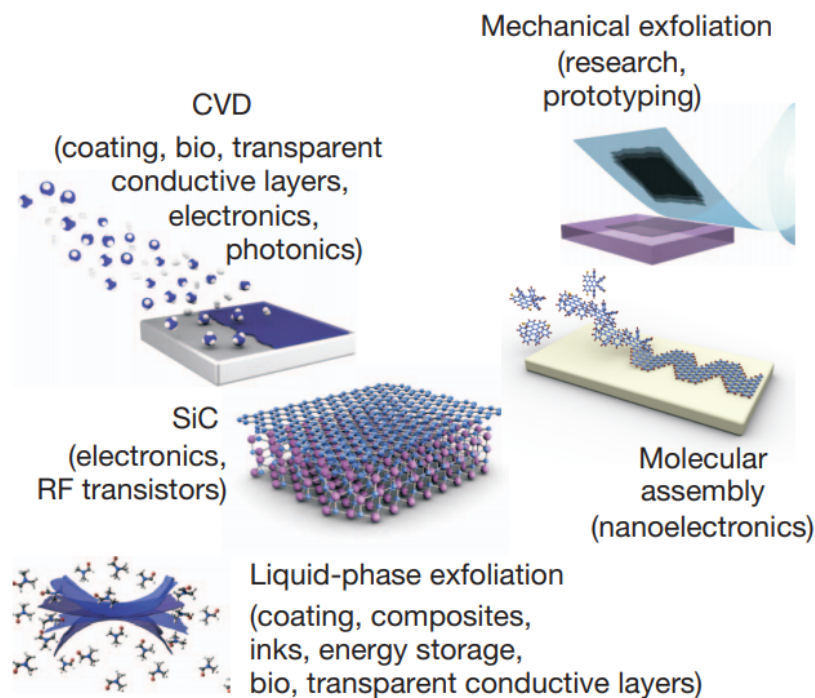 Mechanical exfoliation
(research,
prototyping)
CVD
(coating, bio, transparent
conductive layers,
electronics,
photonics)
SiC
(electronics,
RF transistors)
Molecular
assembly
(nanoelectronics)
Liquid-phase exfoliation
(coating, composites,
inks, energy storage,
bio, transparent conductive layers)